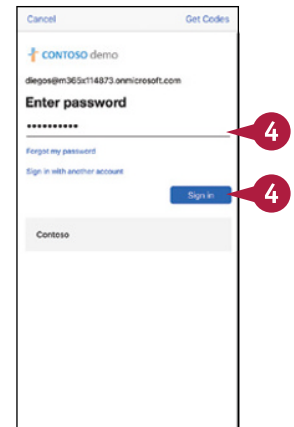 Cancel Get Codes
CONTOSO demo
diegos@m365x114873.onmicrosoft.com
Enter password
••••••••••
4
Forgot my password
Sign in with another account
Sign in
4
Contoso